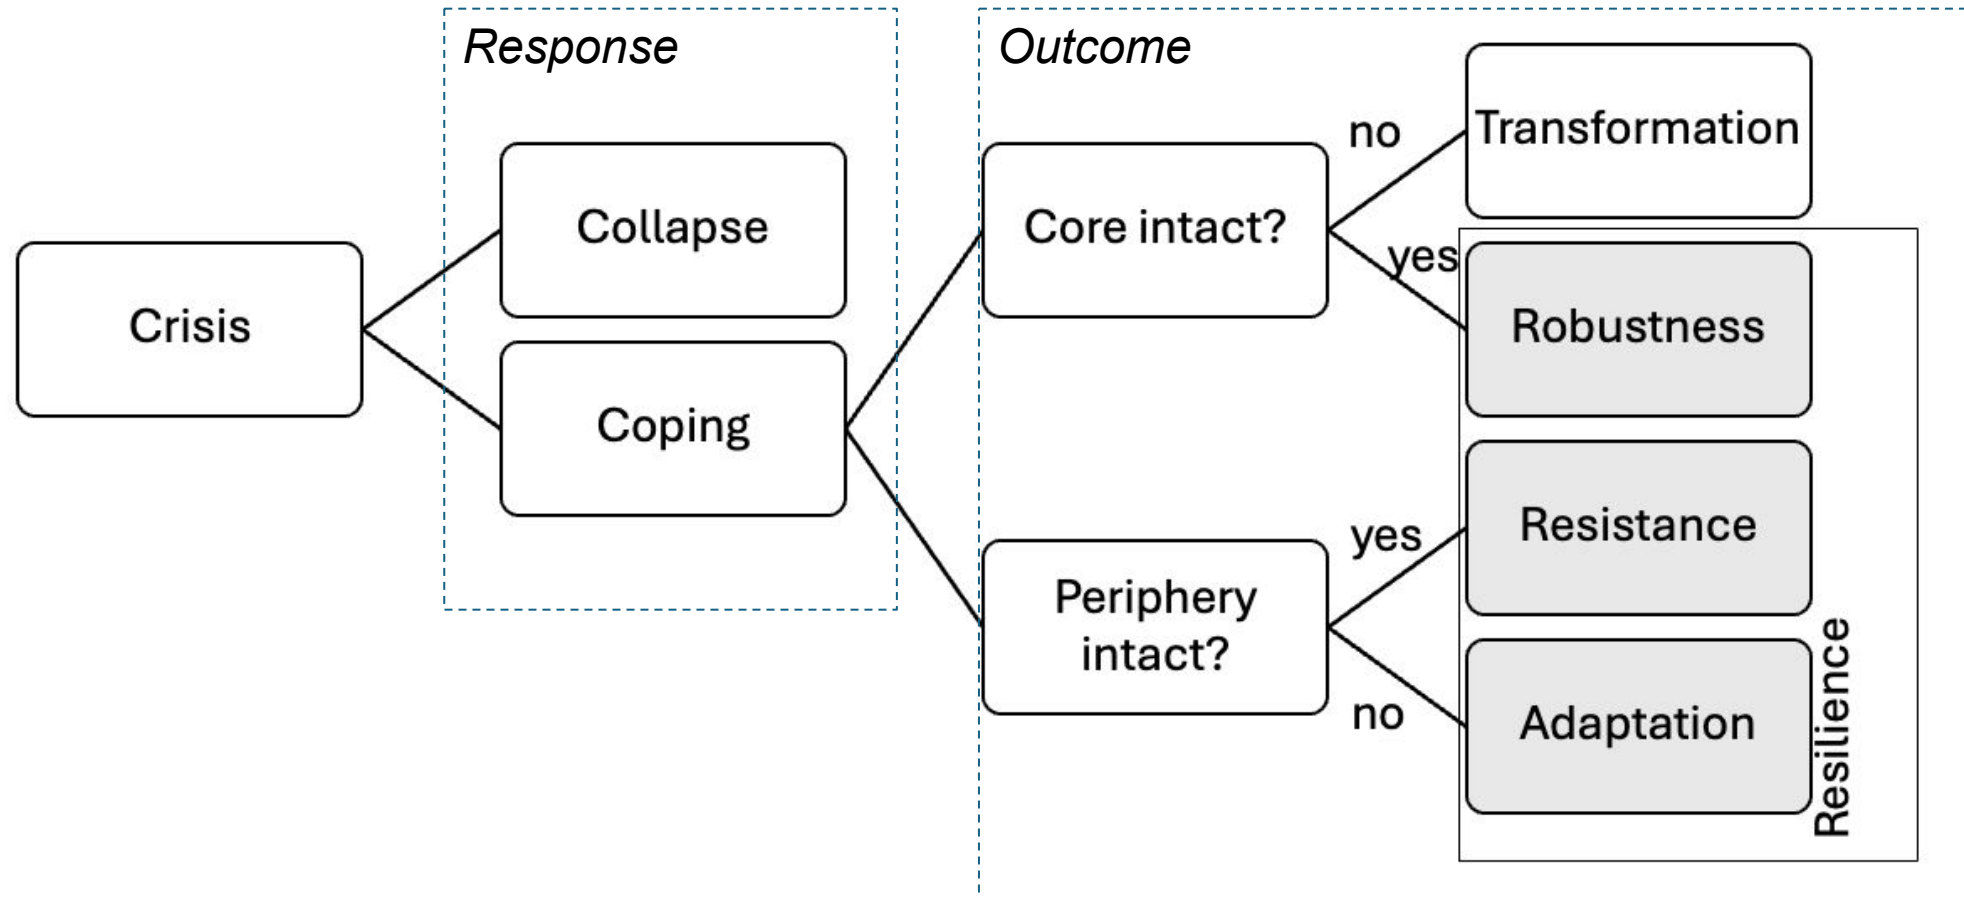 Response
Outcome
Crisis
Collapse
Coping
Core intact?
Periphery
intact?
no
yes
yes
no
Transformation
Robustness
Resistance
Adaptation
Resilience